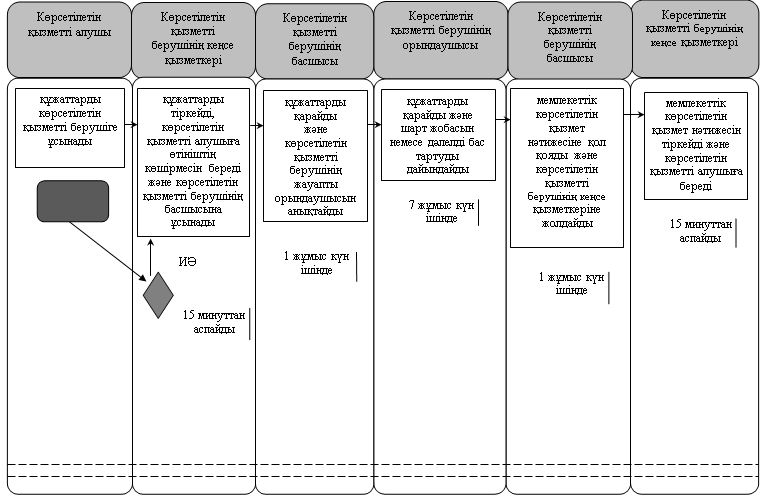 Көрсетілетін
қызметті алушы
Көрсетілетін
қызметті
берушінің кеңсе
қызметкері
Көрсетілетін
қызметті
берушінің
басшысы
Көрсетілетін
қызметті берушінің
орындаушысы
Көрсетілетін
қызметті
берушінің
басшысы
Көрсетілетін
қызметті берушінің
кеңсе қызметкері
құжаттарды
көрсетілетін
қызметті берушіге
ұсынады
құжаттарды
тіркейді,
көрсетілетін
қызметті алушыға
өтініштің
көшірмесін береді
және көрсетілетін
қызметті берушінің
басшысына
ұсынады
ИӘ
15 минуттан
аспайды
құжаттарды
қарайды
және
көрсетілетін
қызметті
берушінің
жауапты
орындаушысын
анықтайды
1 жұмыс күн
ішінде
құжаттарды
қарайды және
шарт жобасын
немесе дәлелді бас
тартуды
дайындайды
7 жұмыс күн
ішінде
мемлекеттік
көрсетілетін
қызмет
нәтижесіне қол
қояды және
көрсетілетін
қызметті
берушінің кеңсе
қызметкеріне
жолдайды
1 жұмыс күн
ішінде
мемлекеттік
көрсетілетін
қызмет нәтижесін
тіркейді және
көрсетілетін
қызметті алушыға
береді
15 минуттан
аспайды